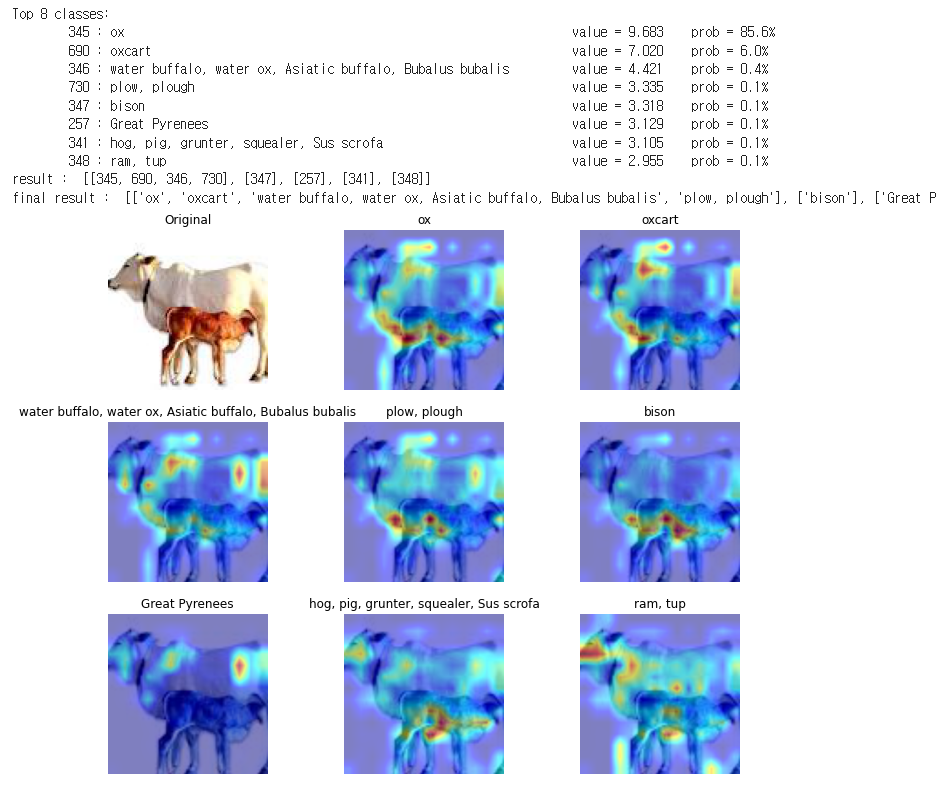 Top 8 classes:
345 : ox value = 9.683 prob = 85.6%
690 : oxcart value = 7.020 prob = 6.0%
346 : water buffalo, water ox, Asiatic buffalo, Bubalus bubalis value = 4.421 prob = 0.4%
730 : plow, plough value = 3.335 prob = 0.1%
347 : bison value = 3.318 prob = 0.1%
257 : Great Pyrenees value = 3.129 prob = 0.1%
341 : hog, pig, grunter, squealer, Sus scrofa value = 3.105 prob = 0.1%
348 : ram, tup value = 2.955 prob = 0.1%
result : [[345, 690, 346, 730], [347], [257], [341], [348]]
final result : [['ox', 'oxcart', 'water buffalo, water ox, Asiatic buffalo, Bubalus bubalis', 'plow, plough'], ['bison'], ['Great P
Original ox oxcart
water buffalo, water ox, Asiatic buffalo, Bubalus bubalis plow, plough bison
Great Pyrenees hog, pig, grunter, squealer, Sus scrofa ram, tup